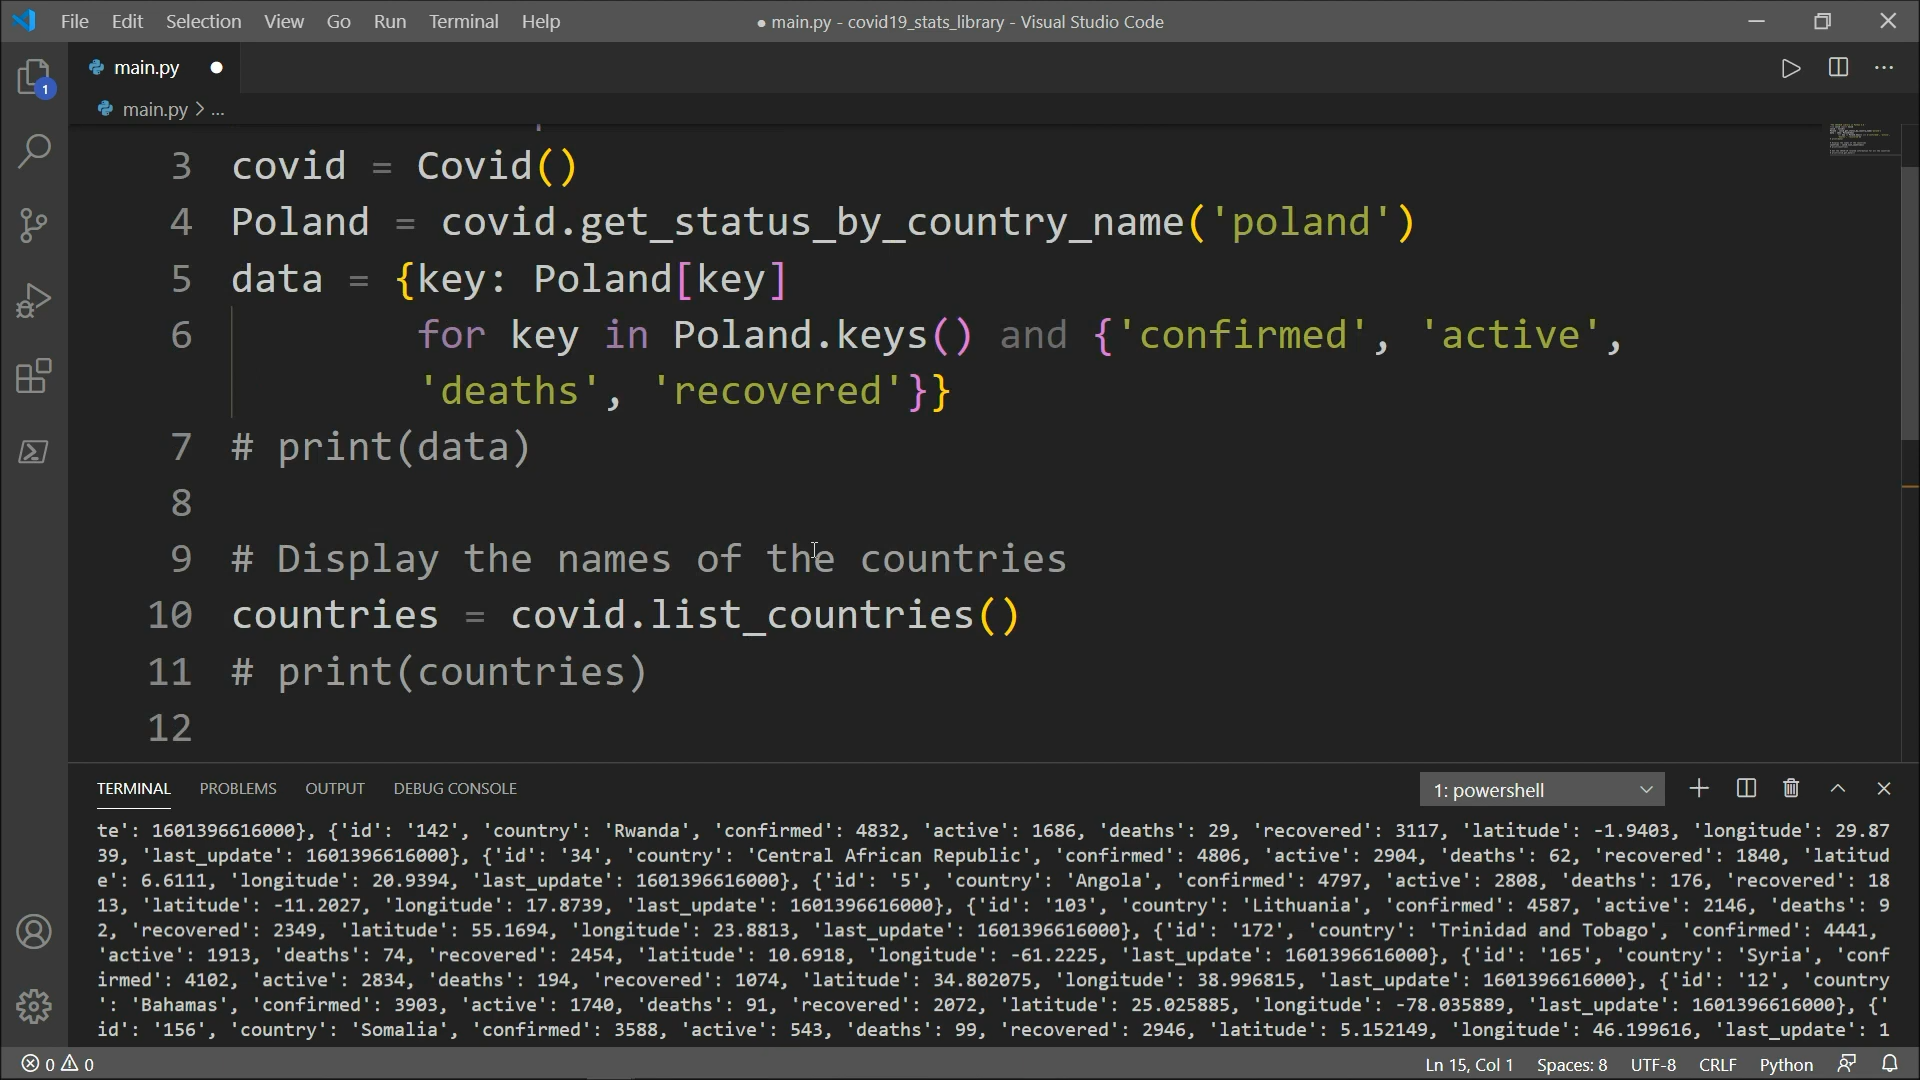 File Edit Selection View Go Run Terminal Help
● main.py - covid19_stats_library - Visual Studio Code
1
main.py
main.py > ...
3 covid = Covid()
4 Poland = covid.get_status_by_country_name('poland')
5 data = {key: Poland[key]
6 for key in Poland.keys() and {'confirmed', 'active',
'deaths', 'recovered'}}
7 # print(data)
8
9 # Display the names of the countries
10 countries = covid.list_countries()
11 # print(countries)
12
TERMINAL PROBLEMS OUTPUT DEBUG CONSOLE 1: powershell
te': 1601396616000}, {'id': '142', 'country': 'Rwanda', 'confirmed': 4832, 'active': 1686, 'deaths': 29, 'recovered': 3117, 'latitude': -1.9403, 'longitude': 29.87
39, 'last_update': 1601396616000}, {'id': '34', 'country': 'Central African Republic', 'confirmed': 4806, 'active': 2904, 'deaths': 62, 'recovered': 1840, 'latitud
e': 6.6111, 'longitude': 20.9394, 'last_update': 1601396616000}, {'id': '5', 'country': 'Angola', 'confirmed': 4797, 'active': 2808, 'deaths': 176, 'recovered': 18
13, 'latitude': -11.2027, 'longitude': 17.8739, 'last_update': 1601396616000}, {'id': '103', 'country': 'Lithuania', 'confirmed': 4587, 'active': 2146, 'deaths': 9
2, 'recovered': 2349, 'latitude': 55.1694, 'longitude': 23.8813, 'last_update': 1601396616000}, {'id': '172', 'country': 'Trinidad and Tobago', 'confirmed': 4441,
'active': 1913, 'deaths': 74, 'recovered': 2454, 'latitude': 10.6918, 'longitude': -61.2225, 'last_update': 1601396616000}, {'id': '165', 'country': 'Syria', 'conf
irmed': 4102, 'active': 2834, 'deaths': 194, 'recovered': 1074, 'latitude': 34.802075, 'longitude': 38.996815, 'last_update': 1601396616000}, {'id': '12', 'country
': 'Bahamas', 'confirmed': 3903, 'active': 1740, 'deaths': 91, 'recovered': 2072, 'latitude': 25.025885, 'longitude': -78.035889, 'last_update': 1601396616000}, {'
id': '156', 'country': 'Somalia', 'confirmed': 3588, 'active': 543, 'deaths': 99, 'recovered': 2946, 'latitude': 5.152149, 'longitude': 46.199616, 'last_update': 1
0 0 Ln 15, Col 1 Spaces: 8 UTF-8 CRLF Python